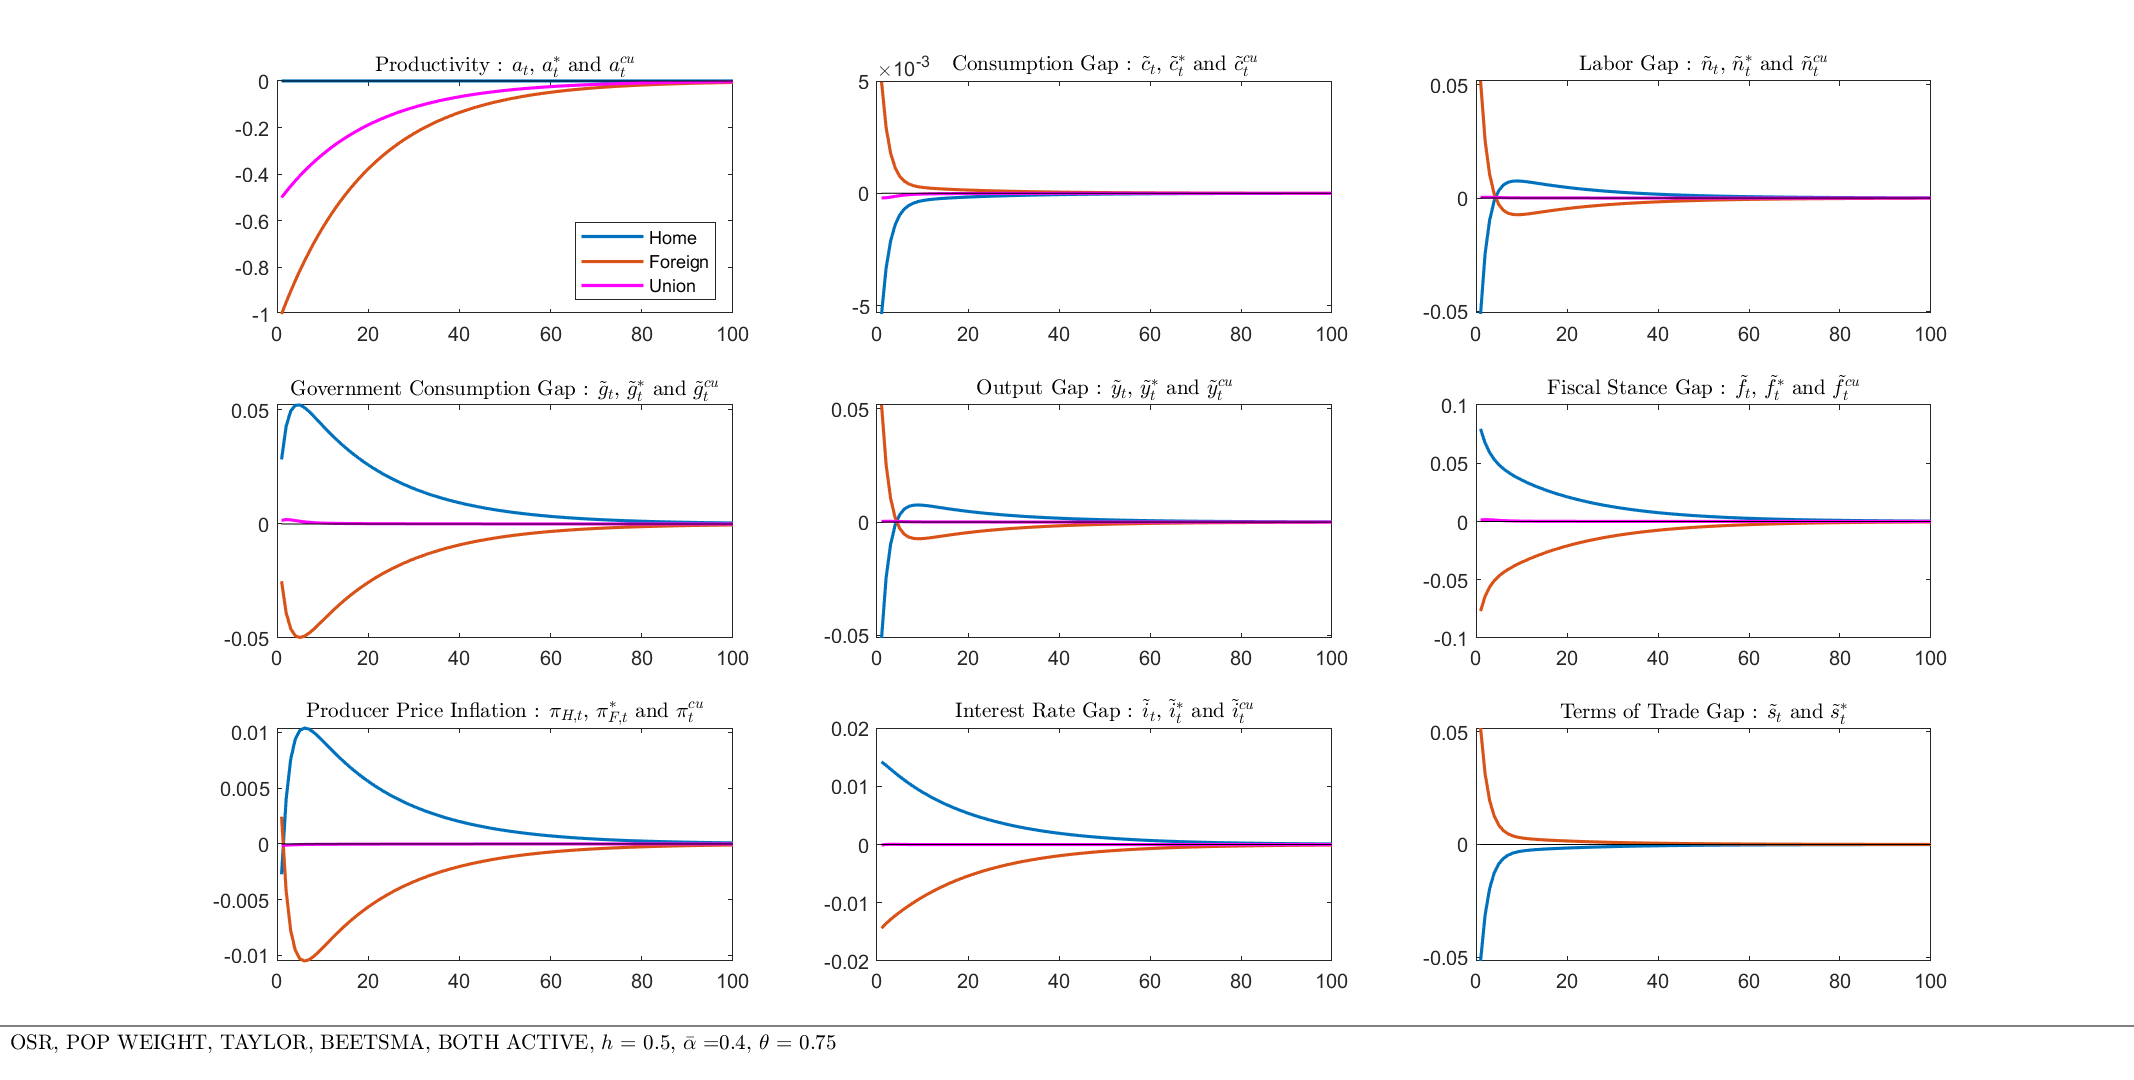 Productivity : a_t, a_t^* and a_t^{cu}
0
-0.2
-0.4
-0.6
-0.8
-1
0 20 40 60 80 100
Home
Foreign
Union
×10^{-3} Consumption Gap : c̃_t, c̃_t^* and c̃_t^{cu}
5
0
-5
0 20 40 60 80 100
Labor Gap : ñ_t, ñ_t^* and ñ_t^{cu}
0.05
0
-0.05
0 20 40 60 80 100
Government Consumption Gap : g̃_t, g̃_t^* and g̃_t^{cu}
0.05
0
-0.05
0 20 40 60 80 100
Output Gap : ỹ_t, ỹ_t^* and ỹ_t^{cu}
0.05
0
-0.05
0 20 40 60 80 100
Fiscal Stance Gap : f̃_t, f̃_t^* and f̃_t^{cu}
0.1
0.05
0
-0.05
-0.1
0 20 40 60 80 100
Producer Price Inflation : π_{H,t}, π_{F,t}^* and π_t^{cu}
0.01
0.005
0
-0.005
-0.01
0 20 40 60 80 100
Interest Rate Gap : ĩ_t, ĩ_t^* and ĩ_t^{cu}
0.02
0.01
0
-0.01
-0.02
0 20 40 60 80 100
Terms of Trade Gap : s̃_t and s̃_t^*
0.05
0
-0.05
0 20 40 60 80 100
OSR, POP WEIGHT, TAYLOR, BEETSMA, BOTH ACTIVE, h = 0.5, ᾱ =0.4, θ = 0.75